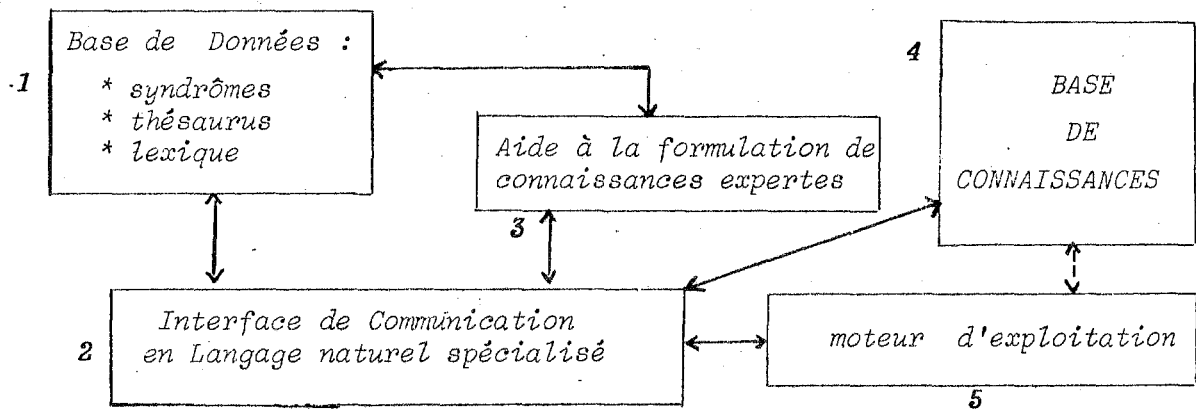 1
Base de Données :
* syndrômes
* thésaurus
* lexique
Aide à la formulation de
connaissances expertes
3
4
BASE
DE
CONNAISSANCES
2
Interface de Communication
en Langage naturel spécialisé
moteur d'exploitation
5